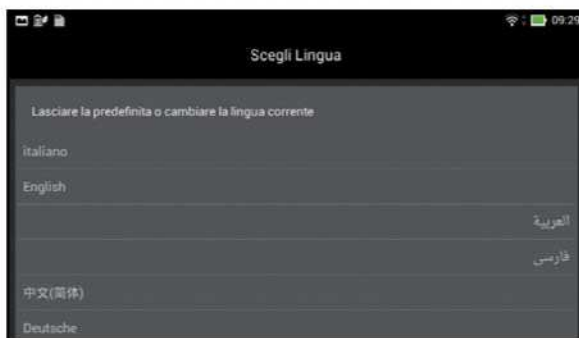 09:29
Scegli Lingua
Lasciare la predefinita o cambiare la lingua corrente
italiano
English
العربية
فارسی
中文(简体)
Deutsche